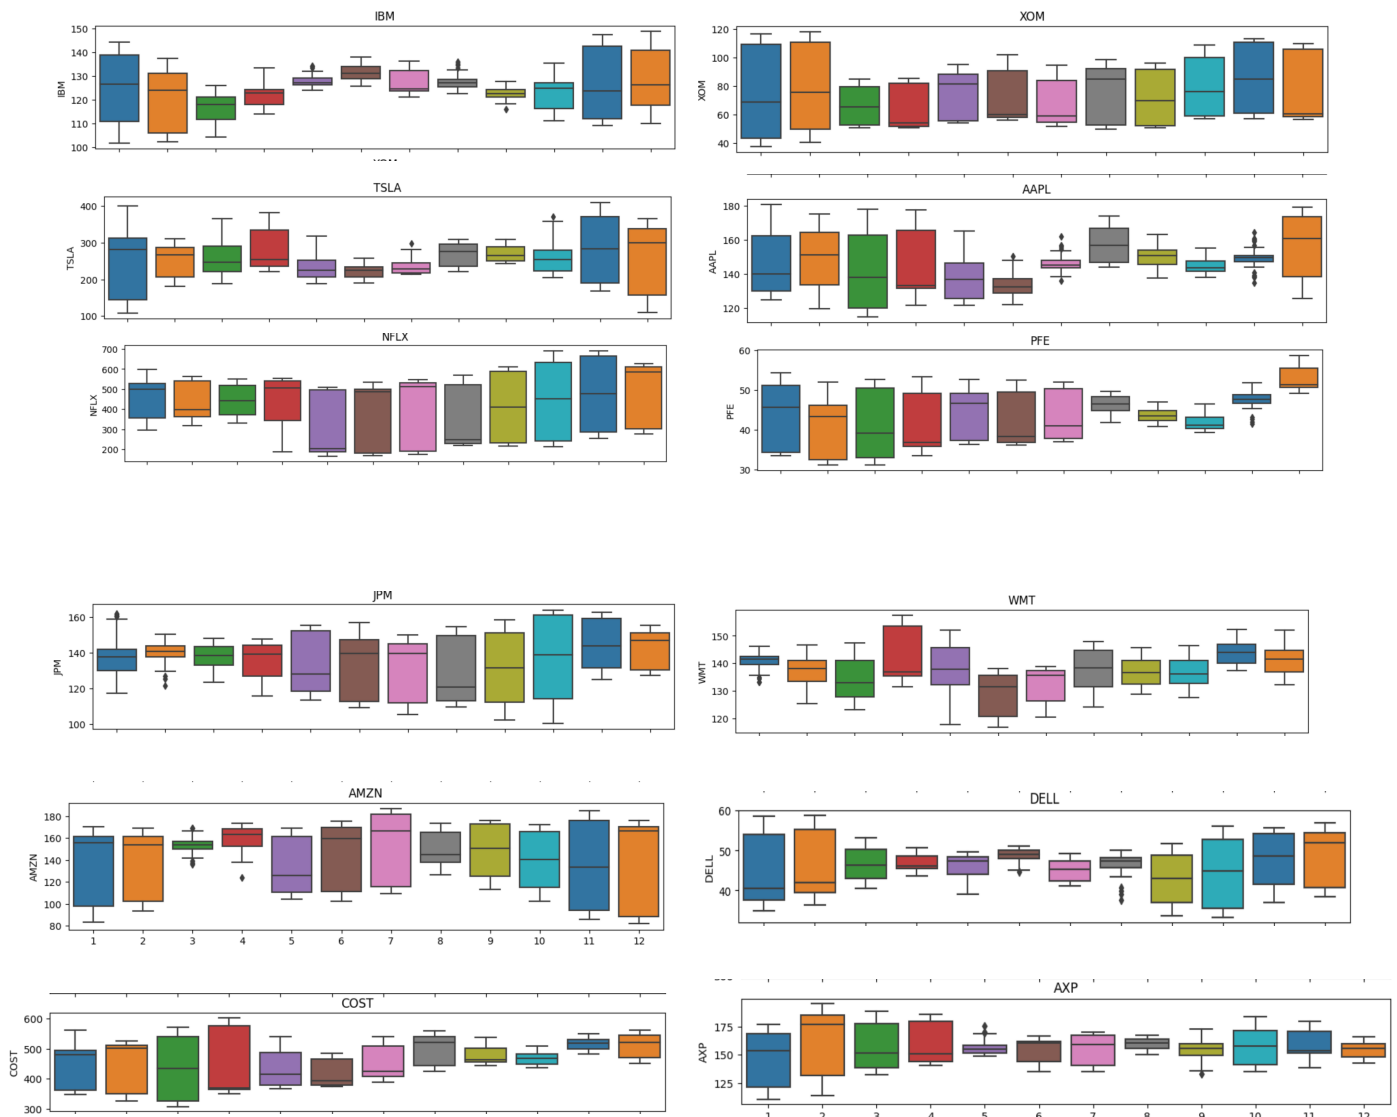 IBM
150
140
130
120
110
100
IBM
XOM
120
100
80
60
40
XOM
TSLA
400
300
200
100
TSLA
AAPL
180
160
140
120
AAPL
NFLX
700
600
500
400
300
200
NFLX
PFE
60
50
40
30
PFE
JPM
160
140
120
100
JPM
WMT
150
140
130
120
WMT
AMZN
180
160
140
120
100
80
AMZN
1 2 3 4 5 6 7 8 9 10 11 12
DELL
60
50
40
DELL
COST
600
500
400
300
COST
AXP
175
150
125
AXP
1 2 3 4 5 6 7 8 9 10 11 12